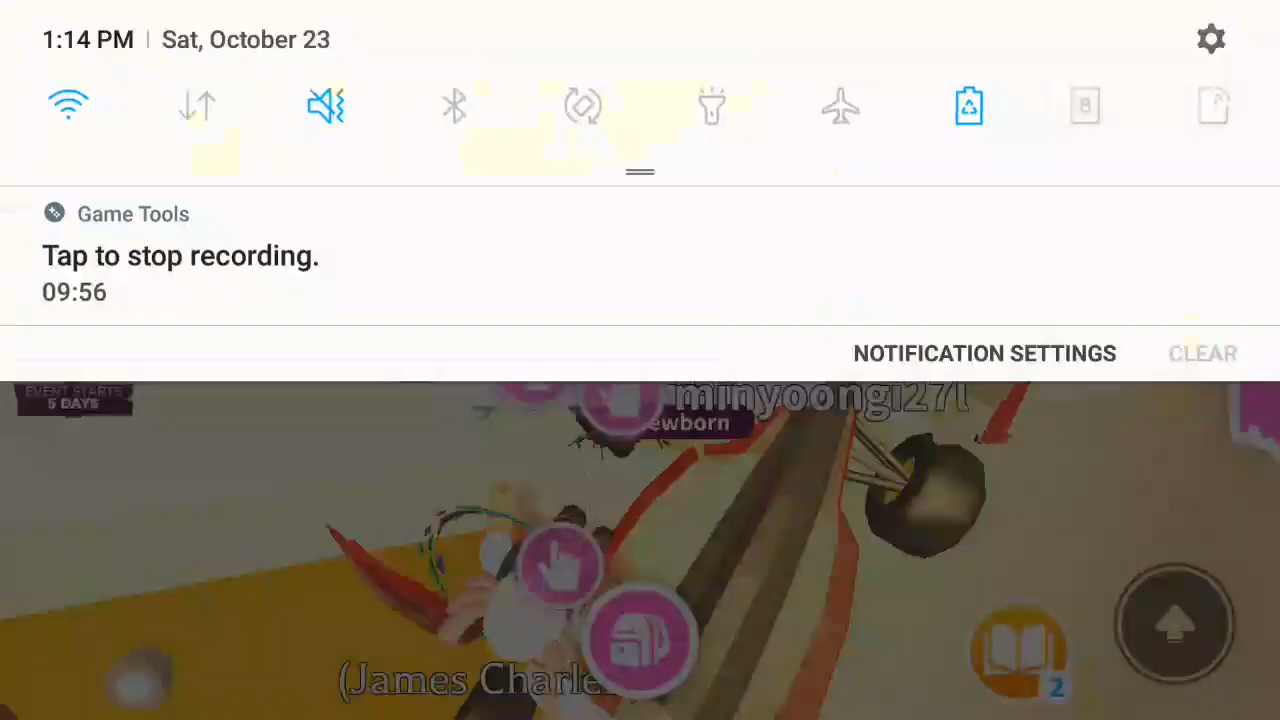 1:14 PM | Sat, October 23
Game Tools
Tap to stop recording.
09:56
NOTIFICATION SETTINGS CLEAR
EVENT STARTS
5 DAYS
minyoongi27l
ewborn
(James Charle
2